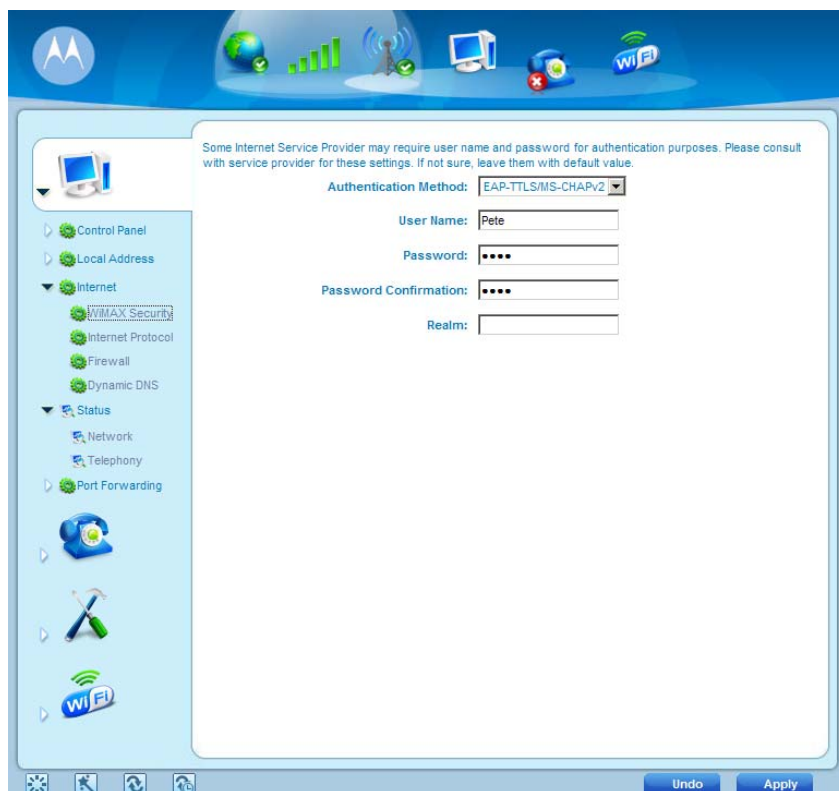 WiFi
Some Internet Service Provider may require user name and password for authentication purposes. Please consult
with service provider for these settings. If not sure, leave them with default value.
Authentication Method: EAP-TTLS/MS-CHAPv2
User Name: Pete
Password: ••••
Password Confirmation: ••••
Realm:
Control Panel
Local Address
Internet
WiMAX Security
Internet Protocol
Firewall
Dynamic DNS
Status
Network
Telephony
Port Forwarding
WiFi
Undo Apply